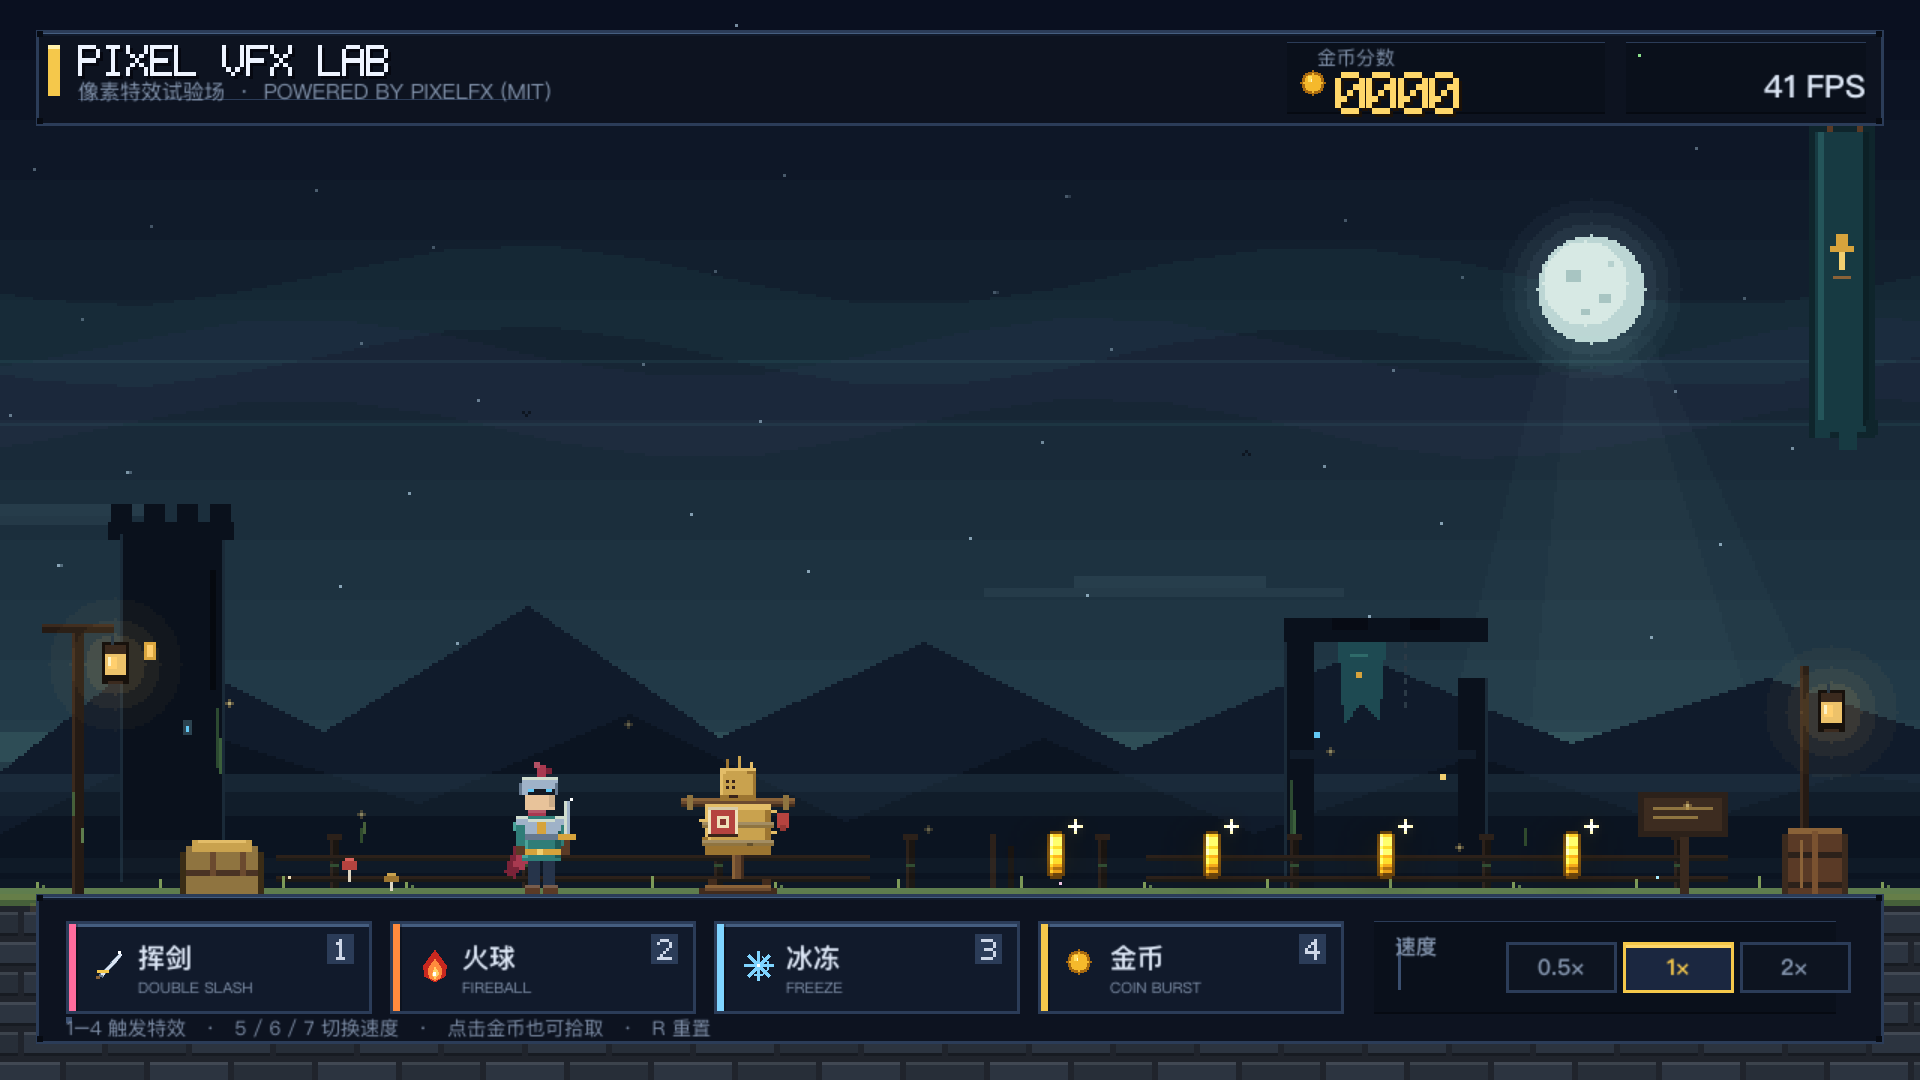 PIXEL VFX LAB
像素特效试验场 · POWERED BY PIXELFX (MIT)
金币分数
0000
41 FPS
挥剑 1
DOUBLE SLASH
火球 2
FIREBALL
冰冻 3
FREEZE
金币 4
COIN BURST
速度
0.5×
1×
2×
1–4 触发特效 · 5 / 6 / 7 切换速度 · 点击金币也可拾取 · R 重置